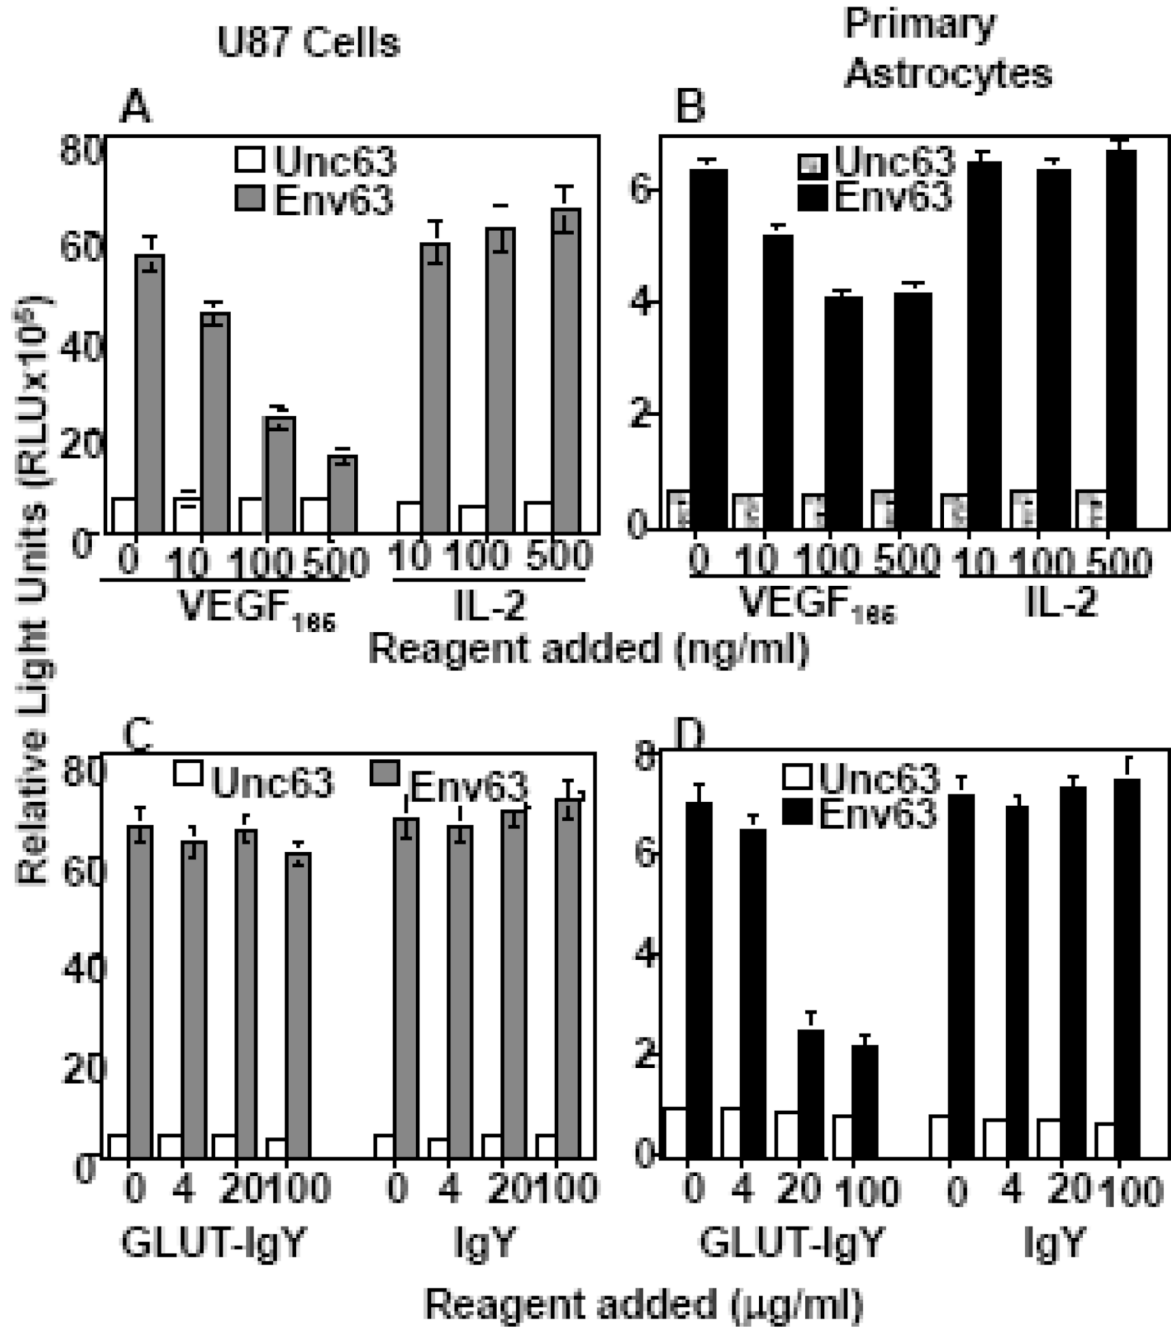 U87 Cells
Primary
Astrocytes
A
B
Relative Light Units (RLUx10⁵)
80
60
40
20
0
Unc63
Env63
0 10 100 500 10 100 500
VEGF₁₆₅ IL-2
6
4
2
0
Unc63
Env63
0 10 100 500 10 100 500
VEGF₁₆₅ IL-2
Reagent added (ng/ml)
C
D
80
60
40
20
0
Unc63 Env63
0 4 20 100 0 4 20 100
GLUT-IgY IgY
8
6
4
2
0
Unc63
Env63
0 4 20 100 0 4 20 100
GLUT-IgY IgY
Reagent added (μg/ml)